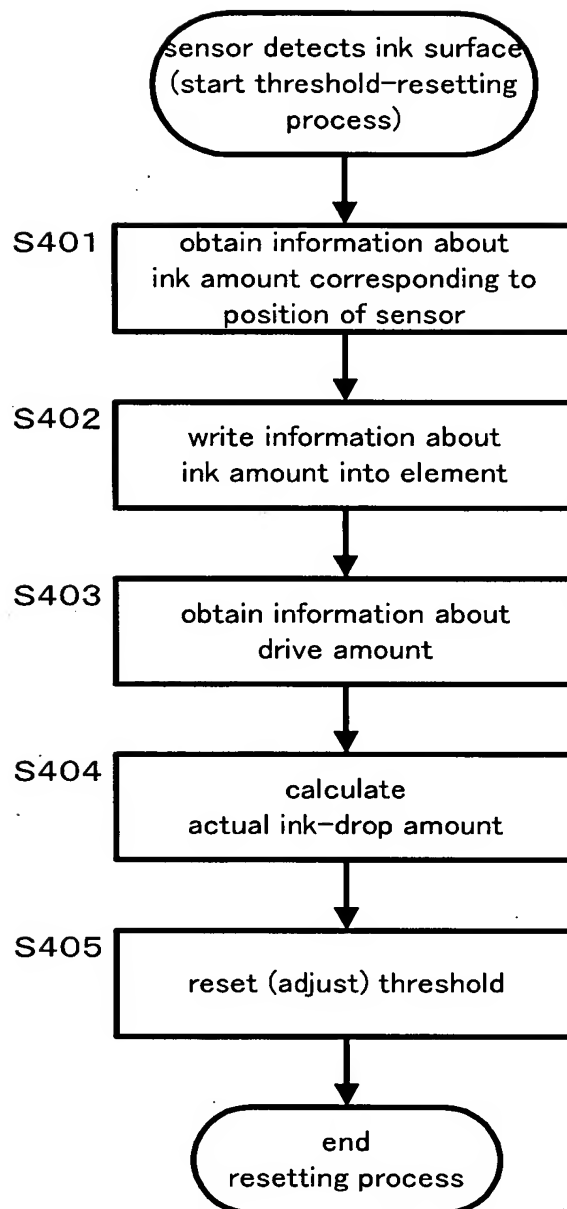 sensor detects ink surface
(start threshold-resetting
process)
S401
obtain information about
ink amount corresponding to
position of sensor
S402
write information about
ink amount into element
S403
obtain information about
drive amount
S404
calculate
actual ink-drop amount
S405
reset (adjust) threshold
end
resetting process